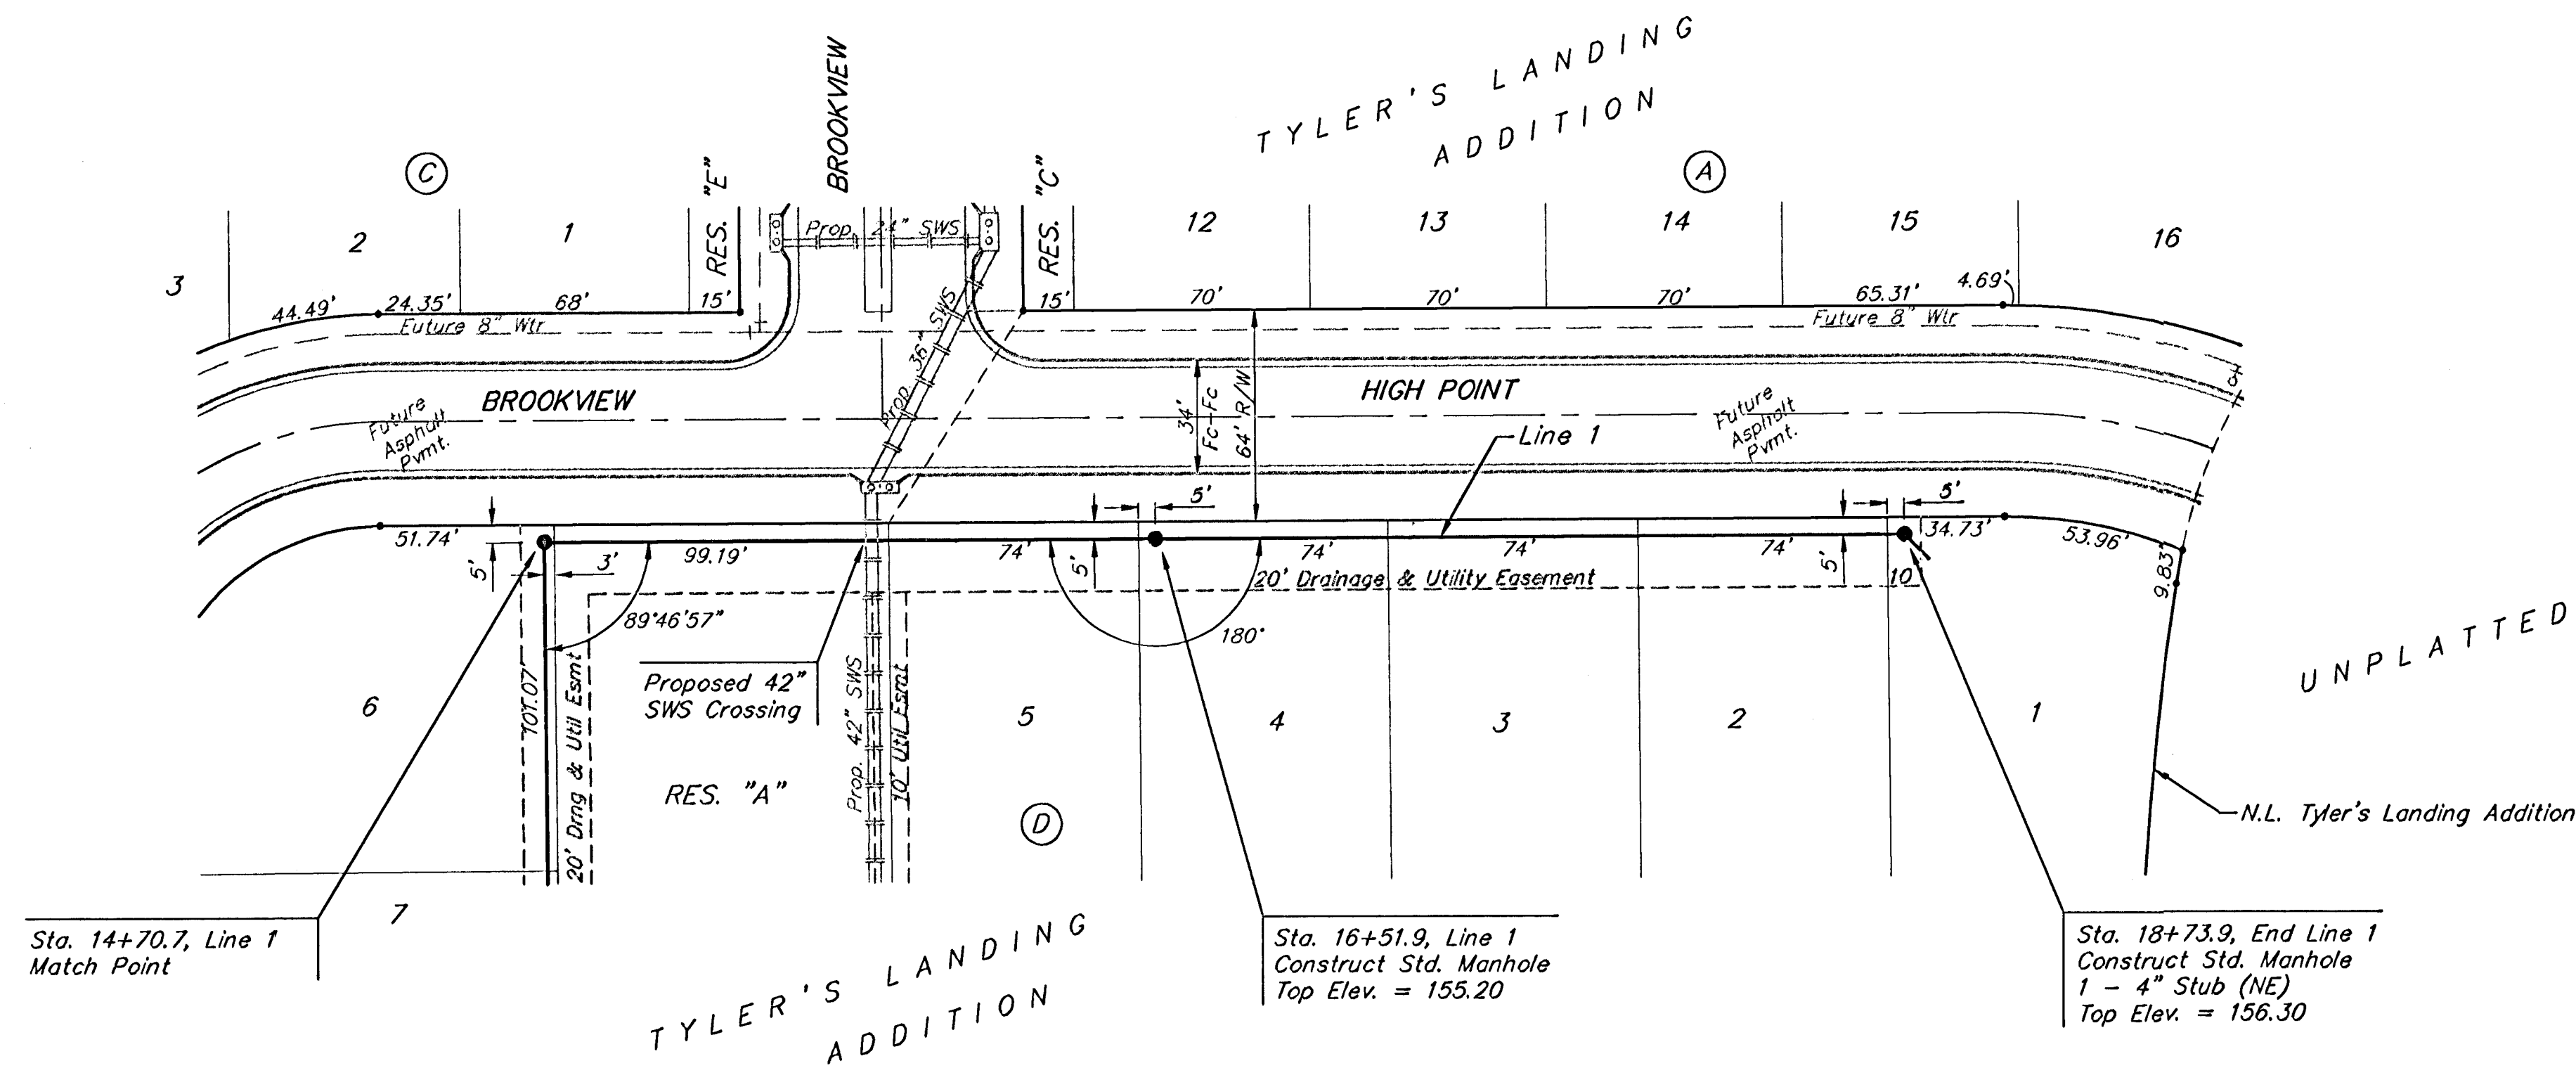 TYLER'S LANDING
ADDITION
BROOKVIEW
C
A
RES. "E"
RES. "C"
Prop. 24" SWS
3
2
1
12
13
14
15
16
44.49'
24.35'
68'
15'
15'
70'
70'
70'
65.31'
4.69'
Future 8" Wtr
Future 8" Wtr
Prop. 36" SWS
BROOKVIEW
HIGH POINT
Future
Asphalt
Pvmt.
34'
Fc-Fc
64' R/W
Line 1
Future
Asphalt
Pvmt.
5'
5'
51.74'
5'
3'
99.19'
74'
5'
74'
74'
74'
5'
34.73'
53.96'
9.83'
10'
20' Drainage & Utility Easement
89°46'57"
180°
101.07'
20' Drng & Util Esmt
Proposed 42"
SWS Crossing
Prop. 42" SWS
10' Util Esmt
UNPLATTED
6
5
4
3
2
1
RES. "A"
D
7
N.L. Tyler's Landing Addition
Sta. 14+70.7, Line 1
Match Point
Sta. 16+51.9, Line 1
Construct Std. Manhole
Top Elev. = 155.20
Sta. 18+73.9, End Line 1
Construct Std. Manhole
1 - 4" Stub (NE)
Top Elev. = 156.30
TYLER'S LANDING
ADDITION